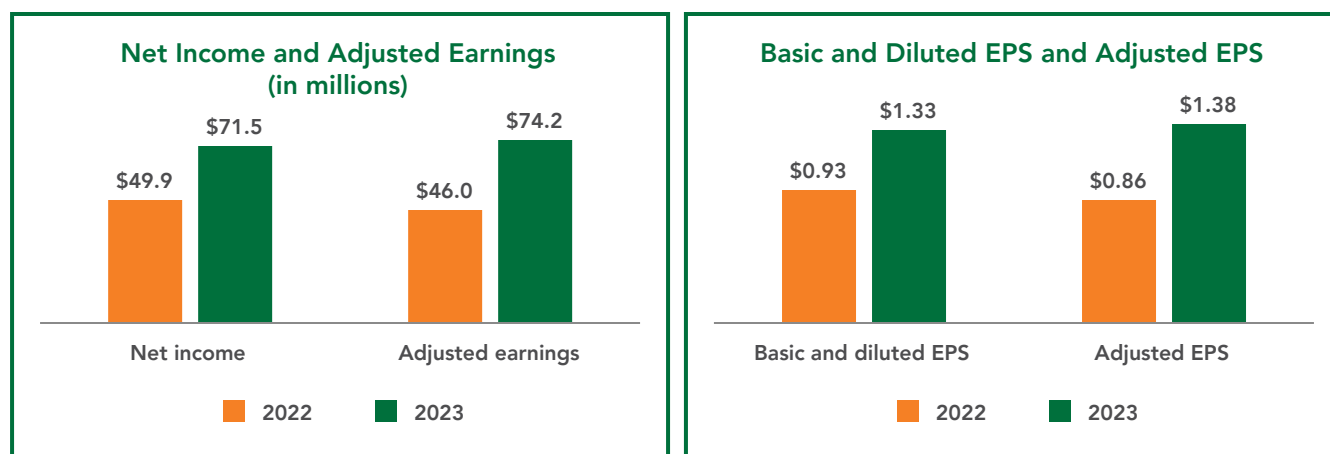 Net Income and Adjusted Earnings
(in millions)
$49.9
$71.5
$46.0
$74.2
Net income
Adjusted earnings
2022
2023
Basic and Diluted EPS and Adjusted EPS
$0.93
$1.33
$0.86
$1.38
Basic and diluted EPS
Adjusted EPS
2022
2023